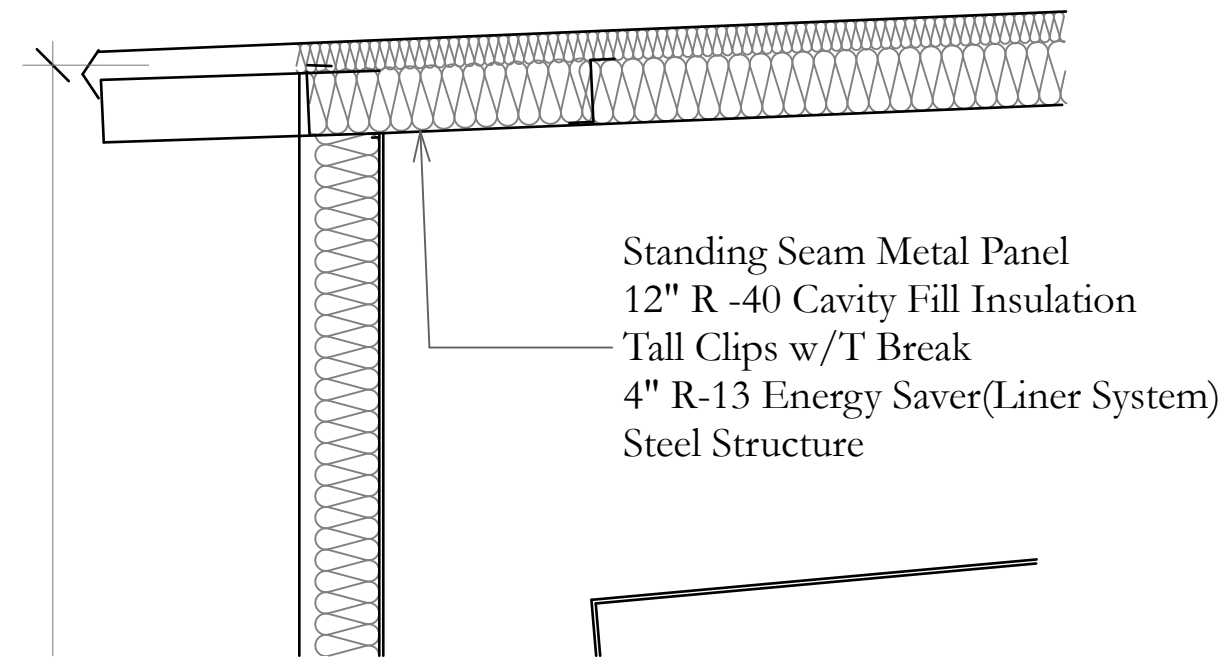 Standing Seam Metal Panel
12" R -40 Cavity Fill Insulation
Tall Clips w/T Break
4" R-13 Energy Saver(Liner System)
Steel Structure